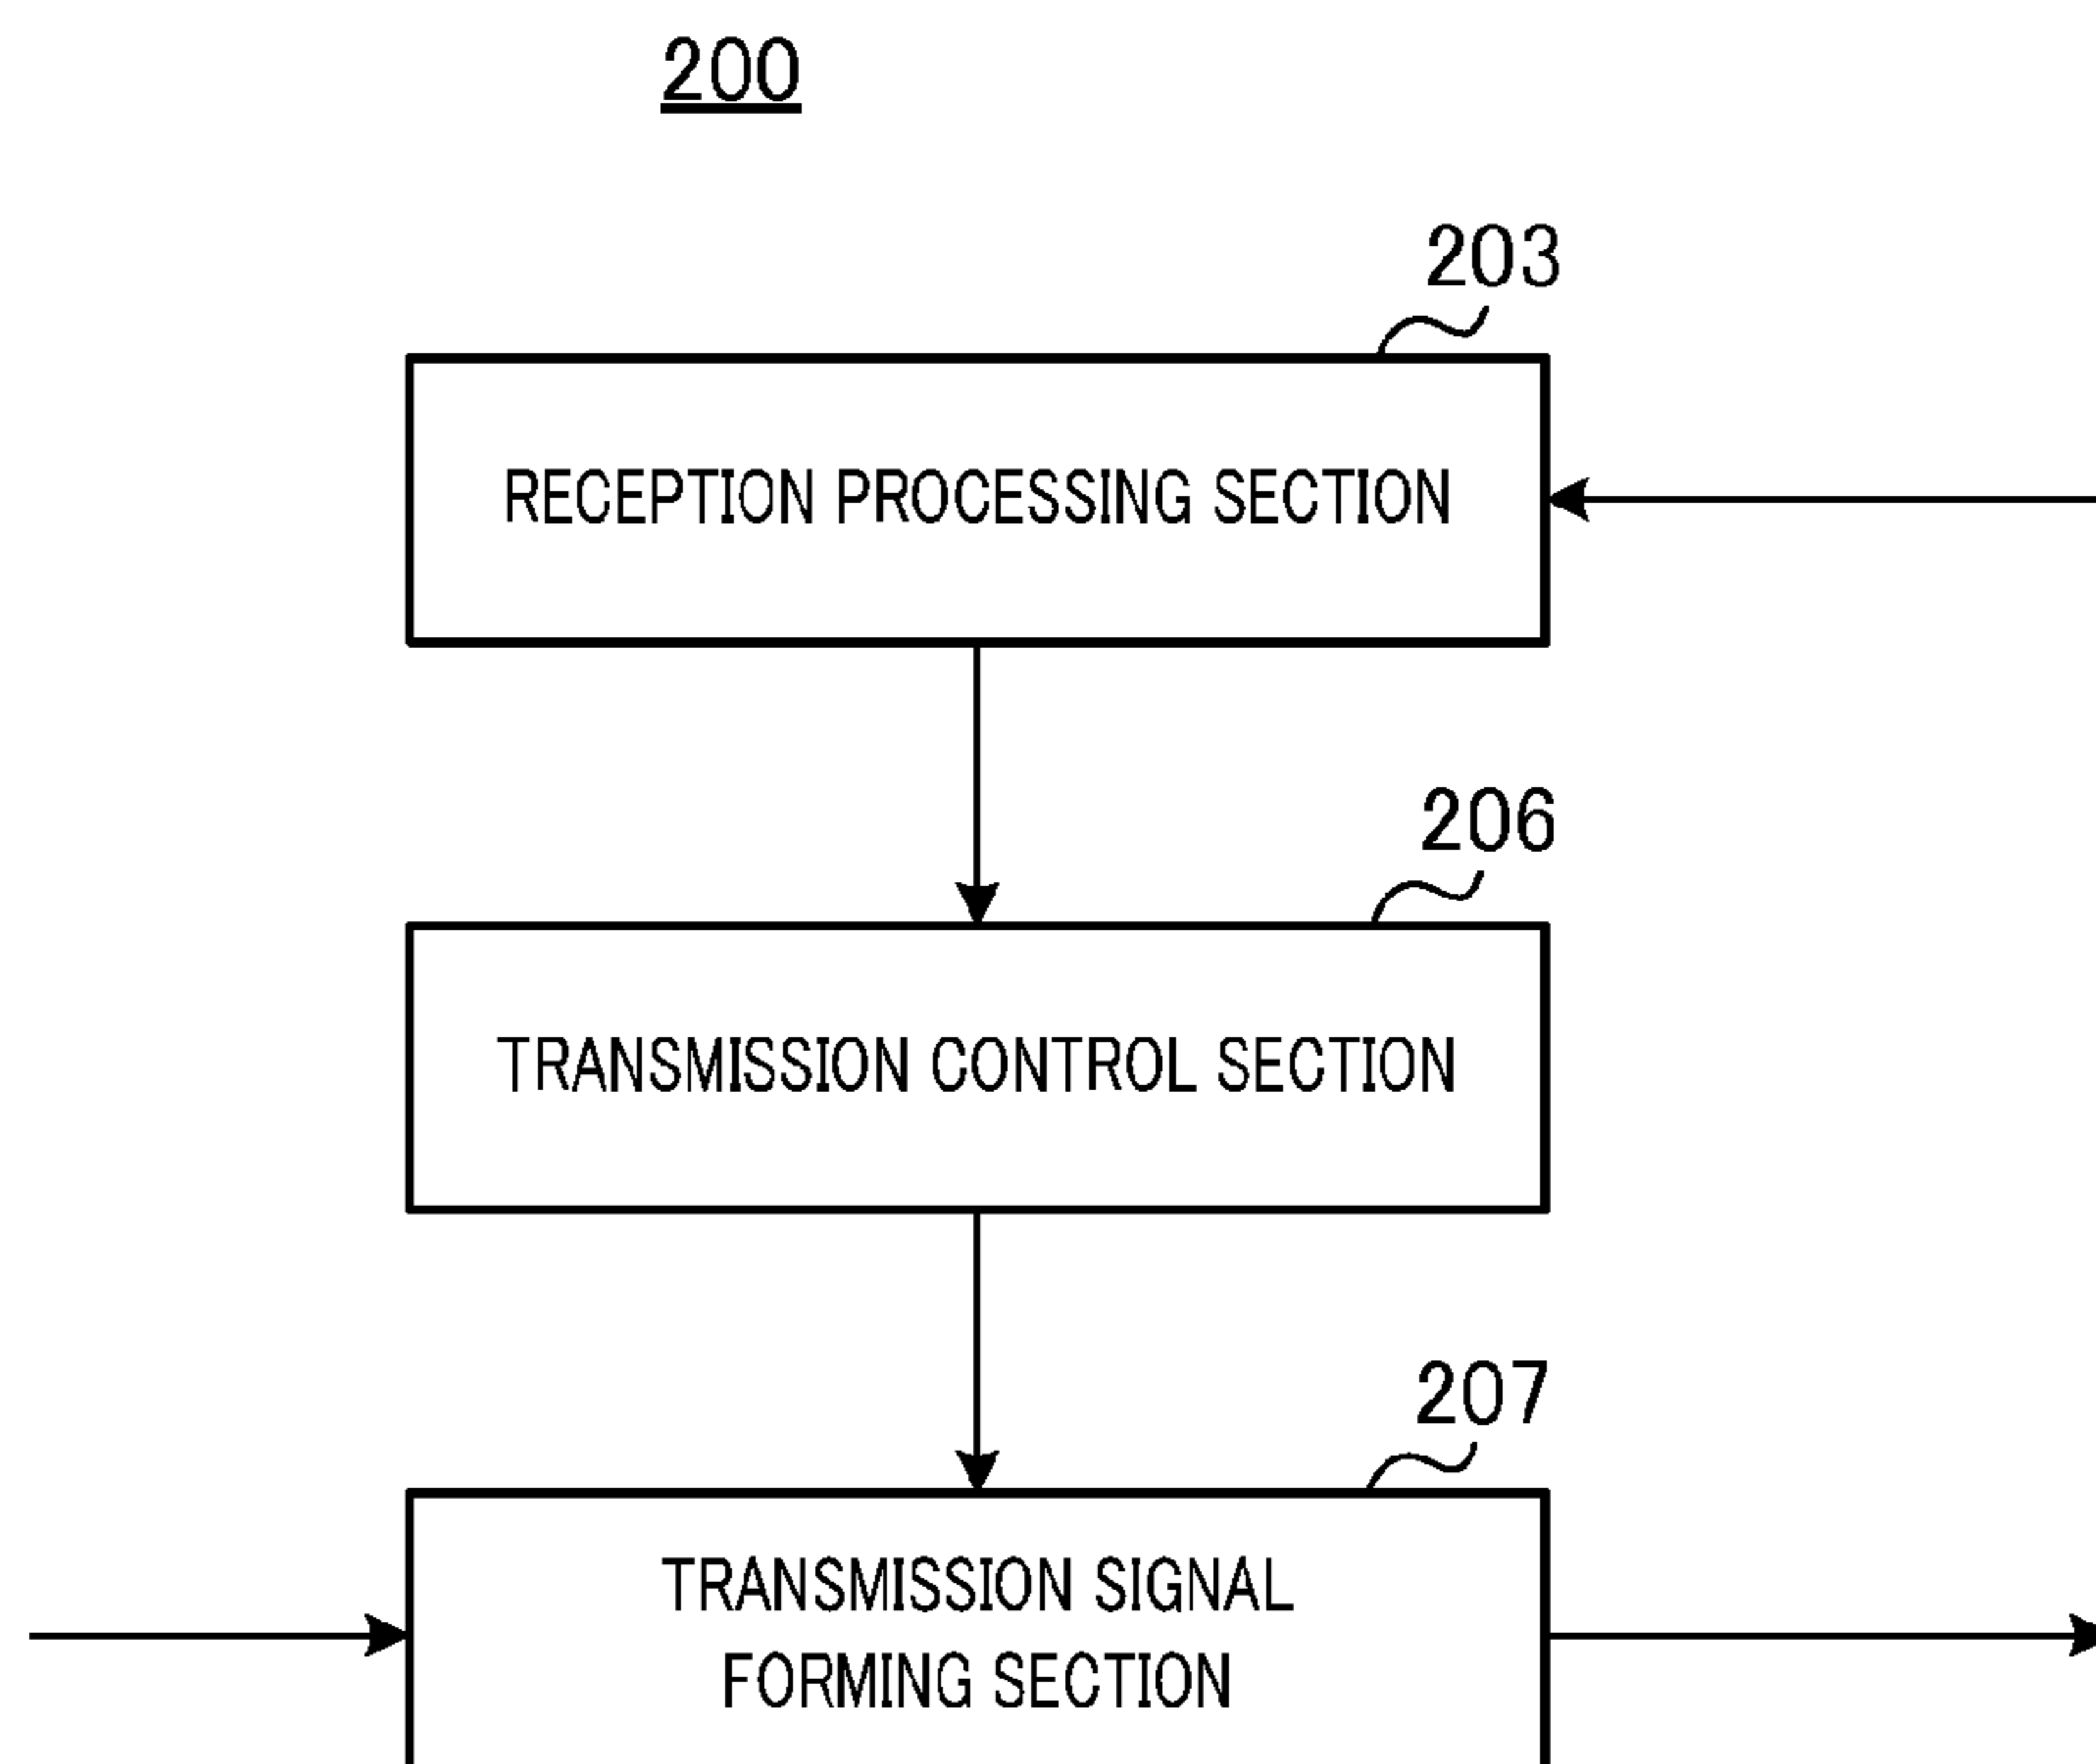 200
203
RECEPTION PROCESSING SECTION
206
TRANSMISSION CONTROL SECTION
207
TRANSMISSION SIGNAL
FORMING SECTION